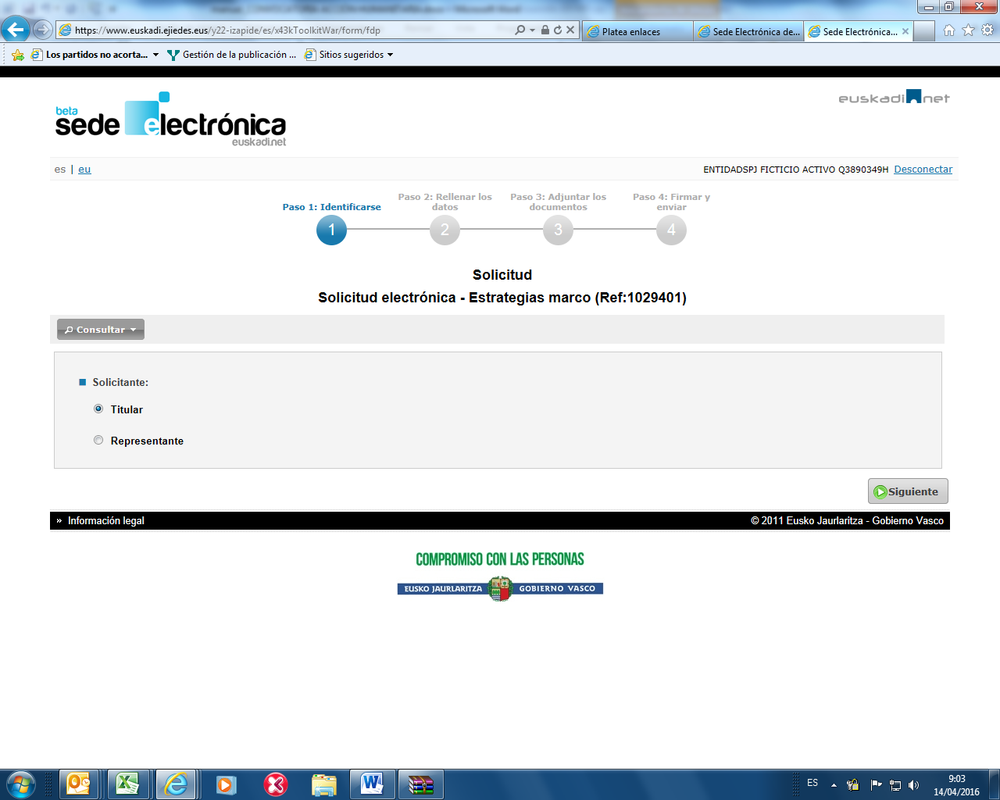 https://www.euskadi.ejiedes.eus/y22-izapide/es/x43kToolkitWar/form/fdp
Platea enlaces
Sede Electrónica de...
Sede Electrónica...
Los partidos no acorta...
Gestión de la publicación ...
Sitios sugeridos
beta
sede electrónica
euskadi.net
euskadi net
es | eu
ENTIDADSPJ FICTICIO ACTIVO Q3890349H Desconectar
Paso 1: Identificarse
Paso 2: Rellenar los datos
Paso 3: Adjuntar los documentos
Paso 4: Firmar y enviar
1
2
3
4
Solicitud
Solicitud electrónica - Estrategias marco (Ref:1029401)
Consultar
Solicitante:
Titular
Representante
Siguiente
» Información legal
© 2011 Eusko Jaurlaritza - Gobierno Vasco
COMPROMISO CON LAS PERSONAS
EUSKO JAURLARITZA
GOBIERNO VASCO
ES
9:03
14/04/2016